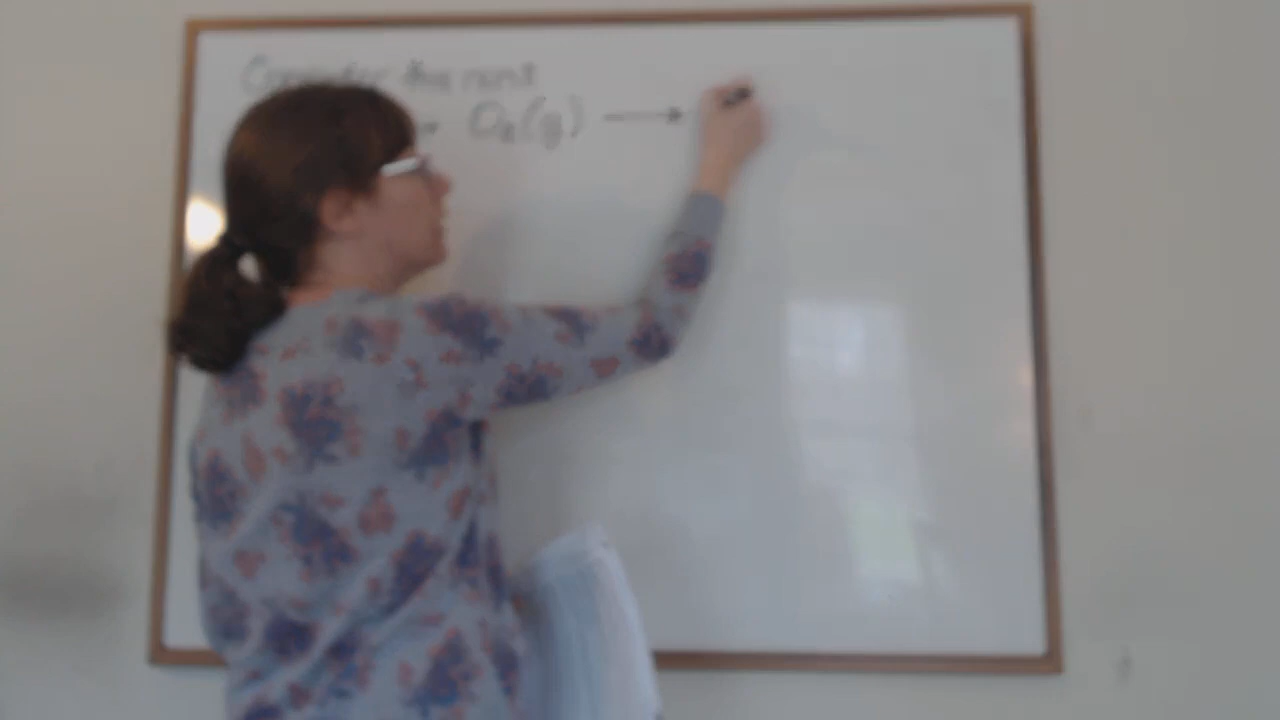 Consider the rxn:
+ O₂(g) ⟶